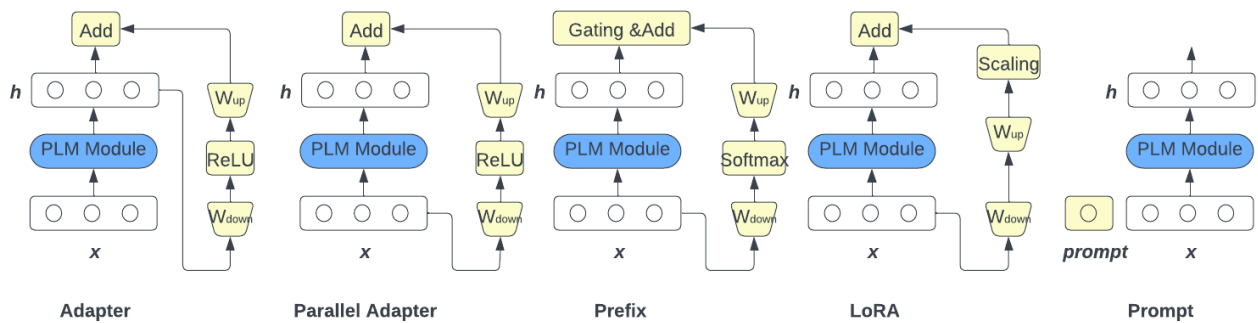 Add
h
PLM Module
x
Wup
ReLU
Wdown
Adapter
Add
h
PLM Module
x
Wup
ReLU
Wdown
Parallel Adapter
Gating &Add
h
PLM Module
x
Wup
Softmax
Wdown
Prefix
Add
h
PLM Module
x
Scaling
Wup
Wdown
LoRA
h
PLM Module
prompt
x
Prompt